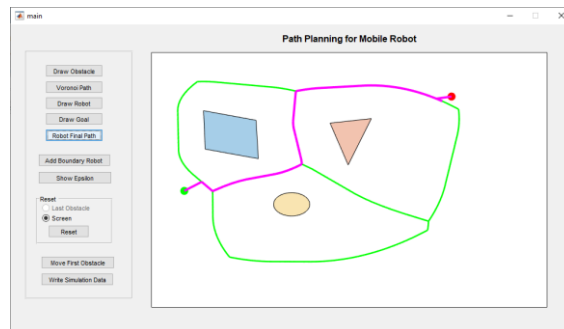 main
Path Planning for Mobile Robot
Draw Obstacle
Voronoi Path
Draw Robot
Draw Goal
Robot Final Path
Add Boundary Robot
Show Epsilon
Reset
Last Obstacle
Screen
Reset
Move First Obstacle
Write Simulation Data